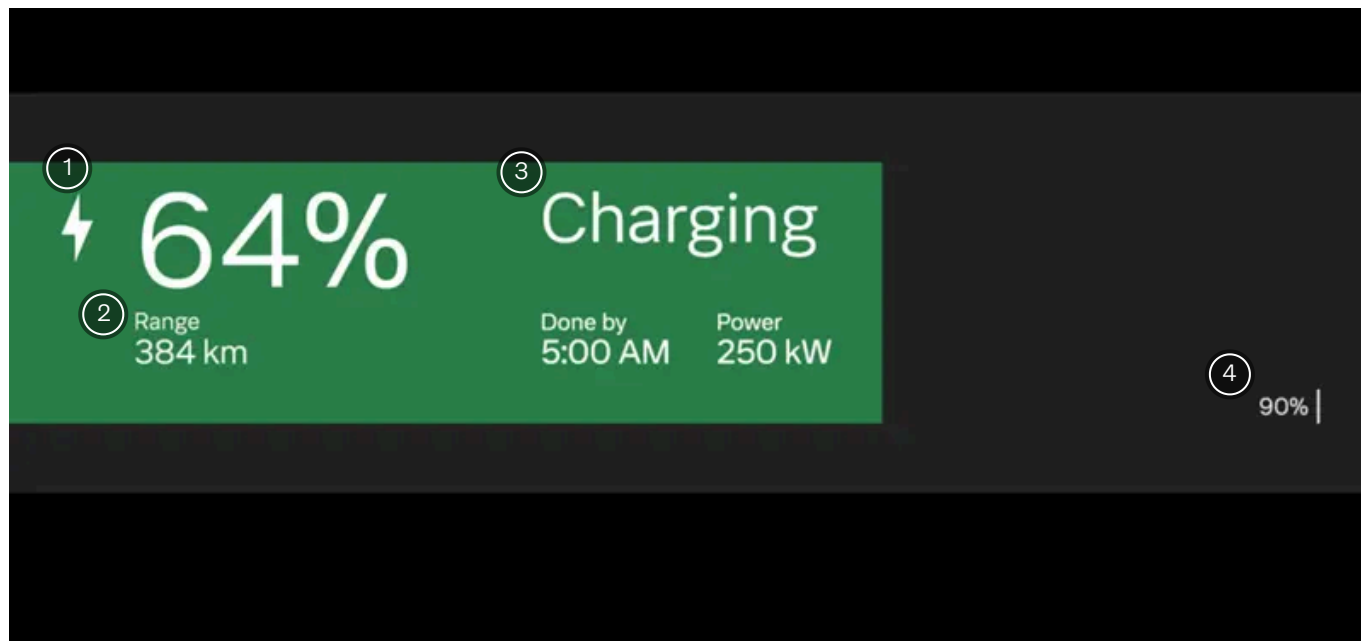 1
64%
2
Range
384 km
3
Charging
Done by
5:00 AM
Power
250 kW
4
90%